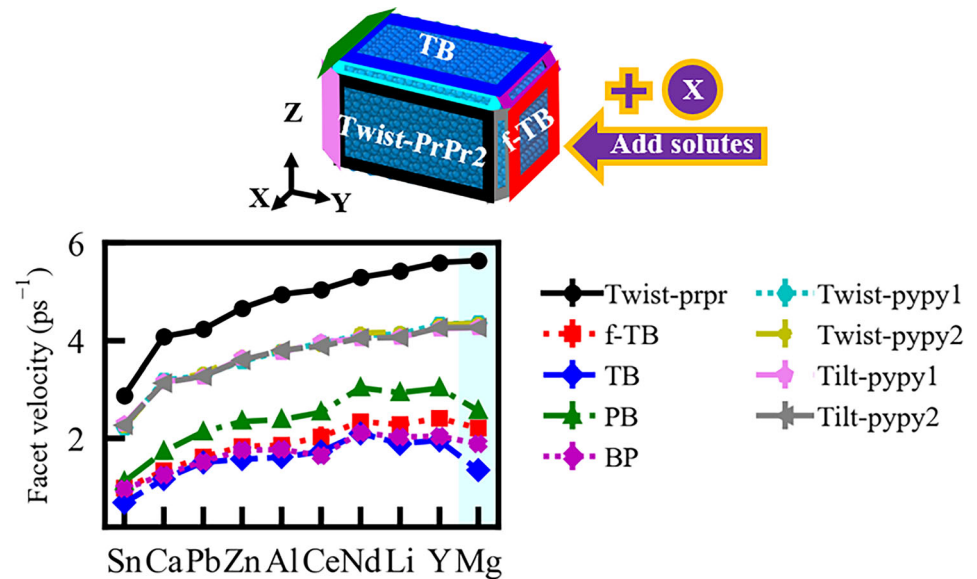 TB
X
Twist-PrPr2
f-TB
Add solutes
Z
X
Y
Facet velocity (ps⁻¹)
6
4
2
Sn Ca Pb Zn Al Ce Nd Li Y Mg
Twist-prpr
f-TB
TB
PB
BP
Twist-pypy1
Twist-pypy2
Tilt-pypy1
Tilt-pypy2